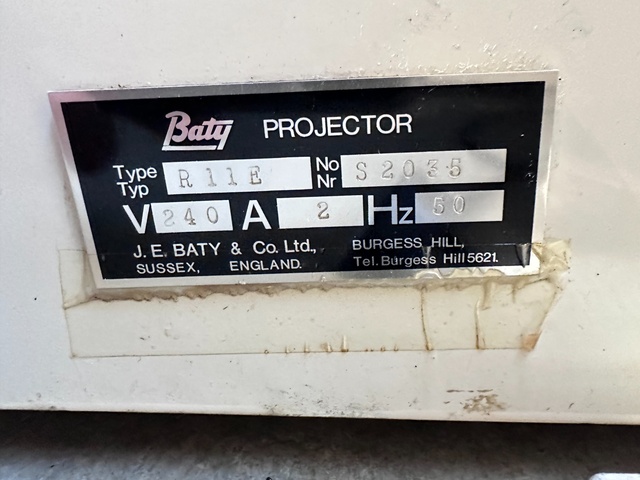 Baty PROJECTOR
Type Typ R11E No Nr S2035
V 240 A 2 Hz 50
J.E. BATY & Co. Ltd., BURGESS HILL,
SUSSEX, ENGLAND. Tel. Burgess Hill 5621.